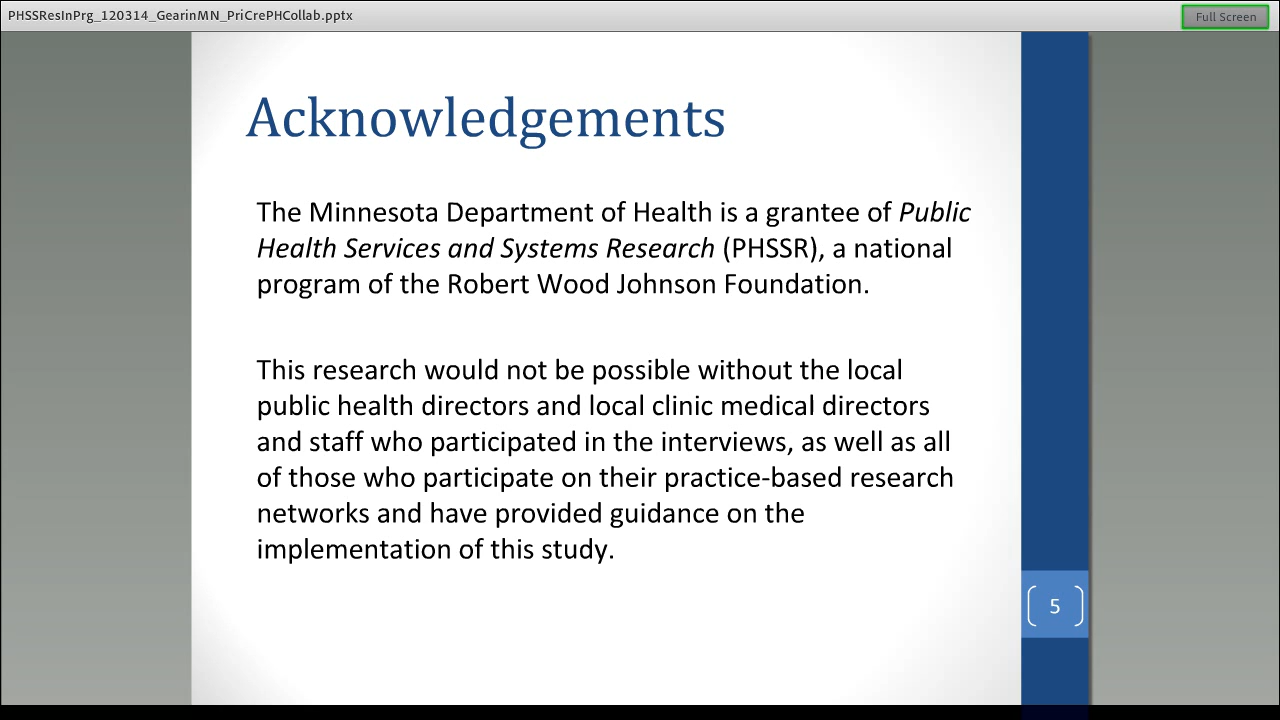 PHSSResInPrg_120314_GearinMN_PriCrePHCollab.pptx
Full Screen
Acknowledgements
The Minnesota Department of Health is a grantee of Public
Health Services and Systems Research (PHSSR), a national
program of the Robert Wood Johnson Foundation.
This research would not be possible without the local
public health directors and local clinic medical directors
and staff who participated in the interviews, as well as all
of those who participate on their practice-based research
networks and have provided guidance on the
implementation of this study.
5